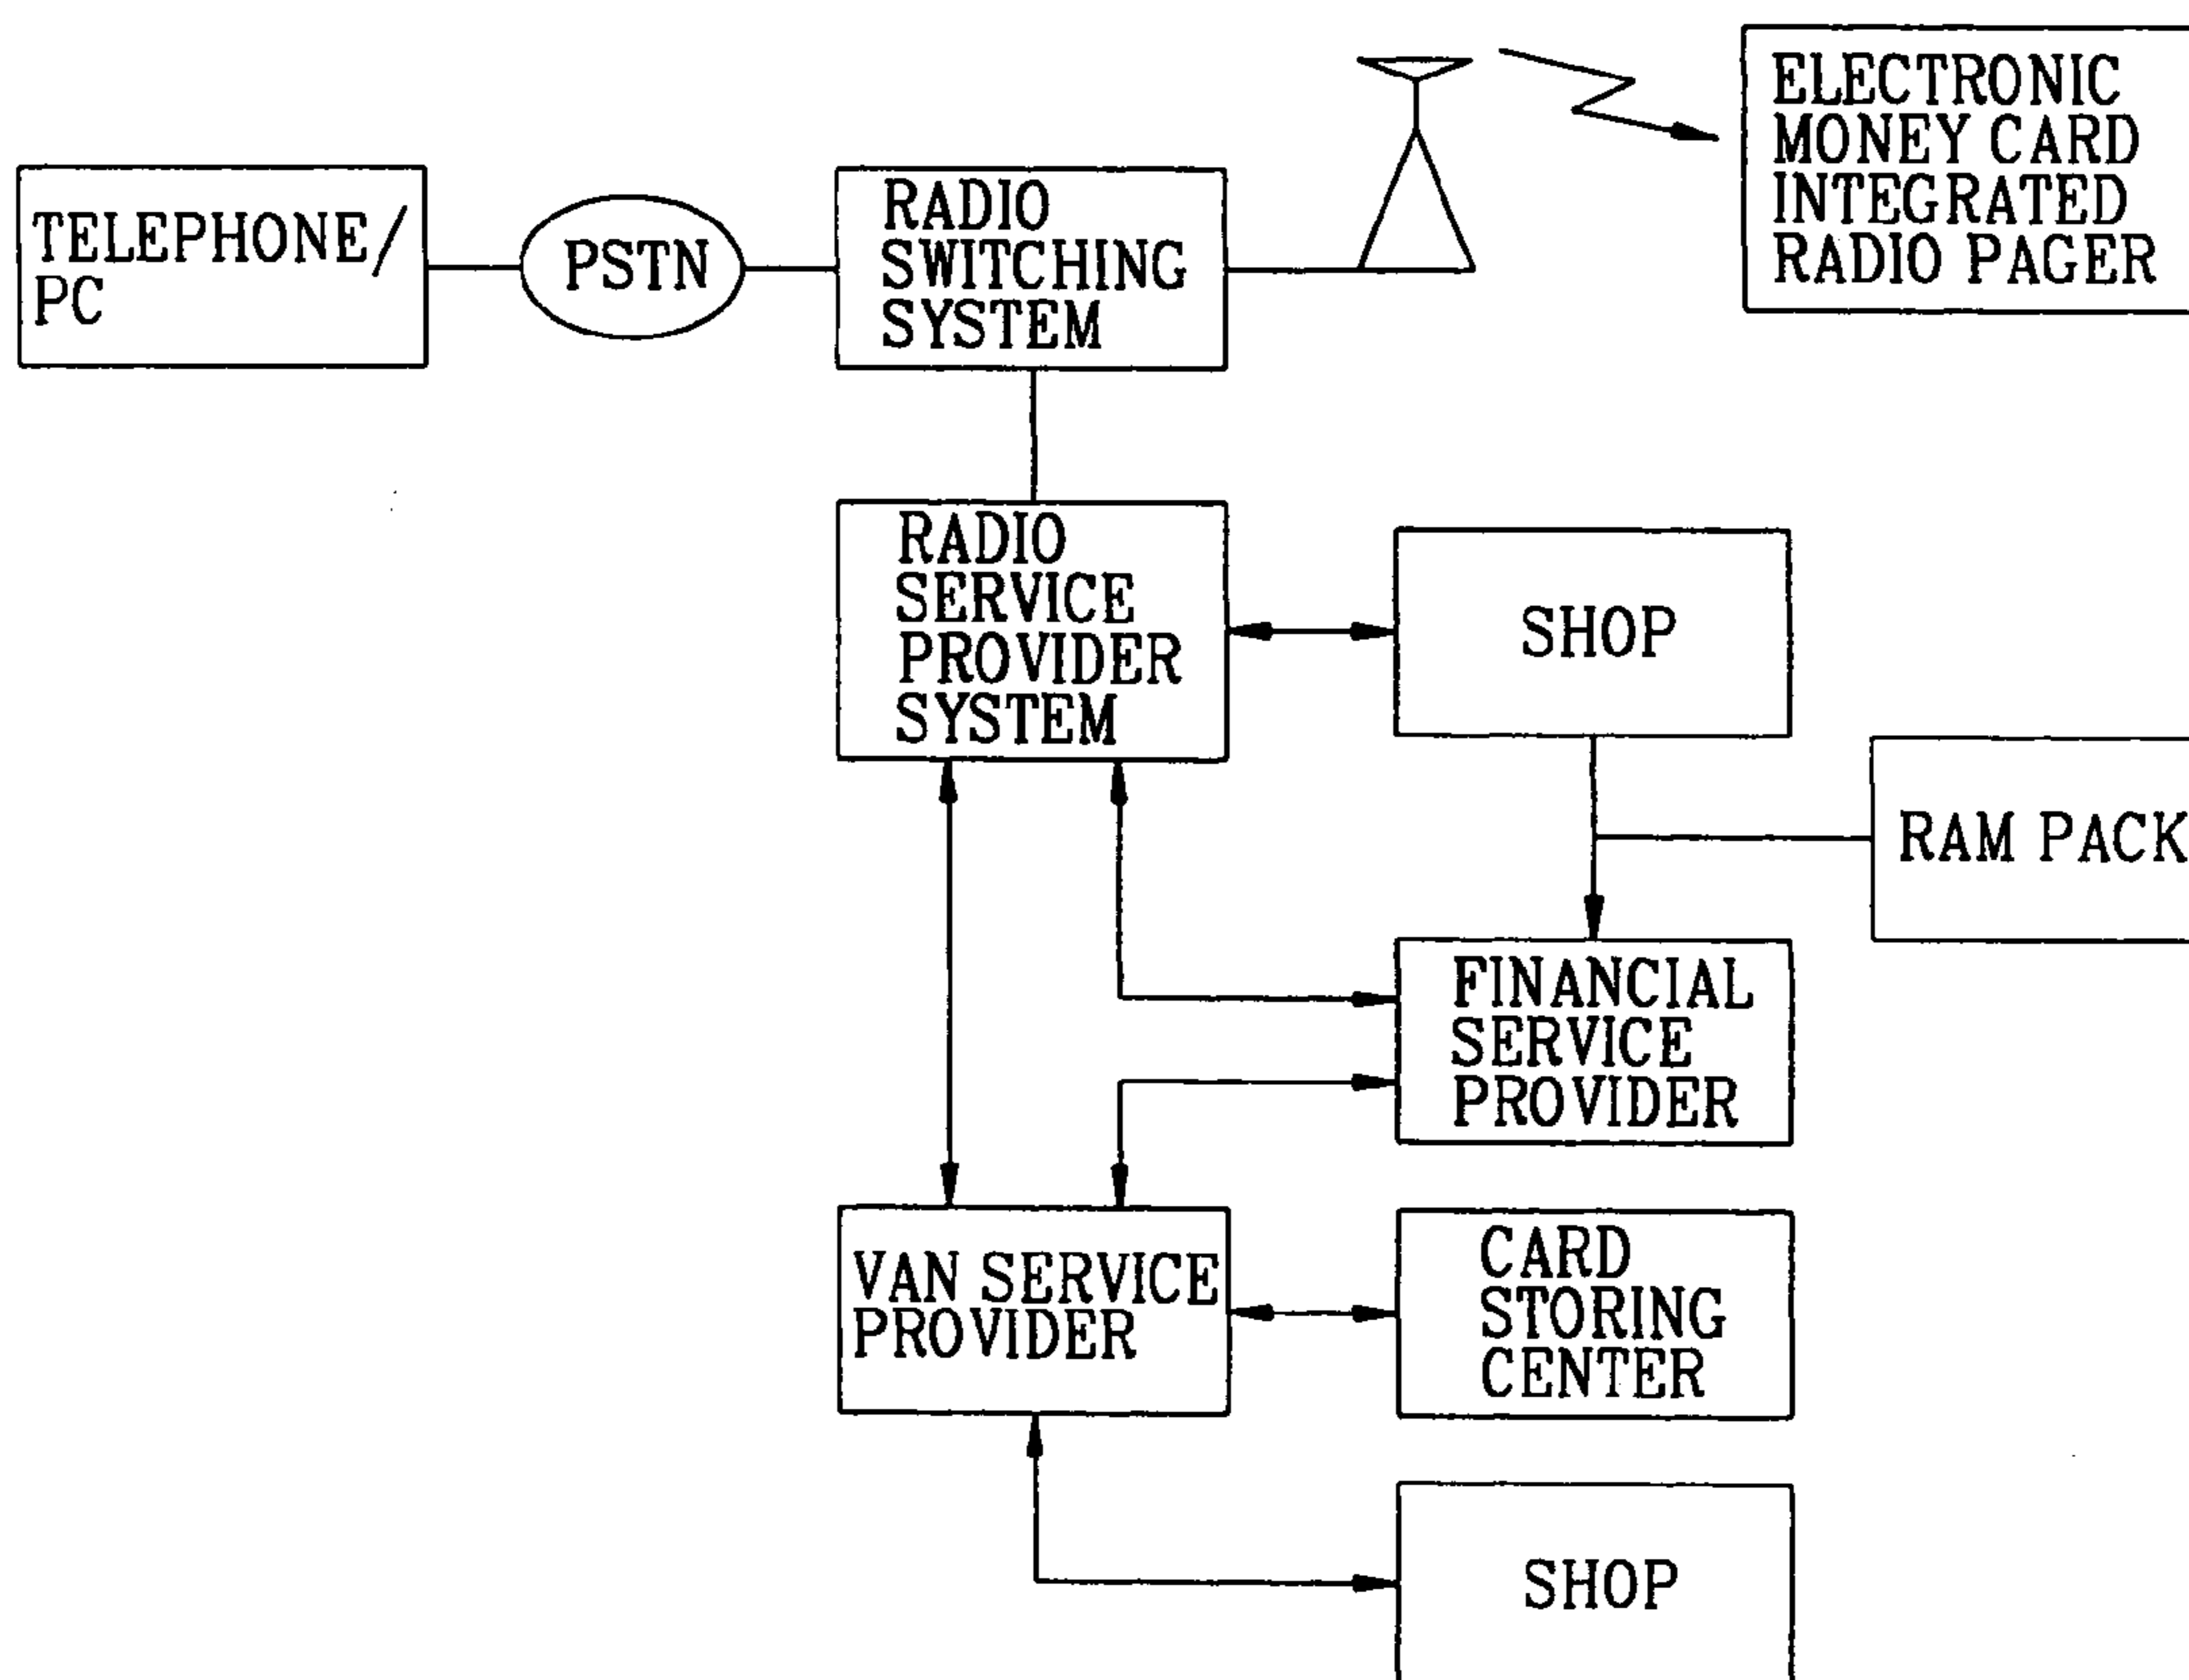 ELECTRONIC
MONEY CARD
INTEGRATED
RADIO PAGER
TELEPHONE/
PC
PSTN
RADIO
SWITCHING
SYSTEM
RADIO
SERVICE
PROVIDER
SYSTEM
SHOP
RAM PACK
FINANCIAL
SERVICE
PROVIDER
VAN SERVICE
PROVIDER
CARD
STORING
CENTER
SHOP